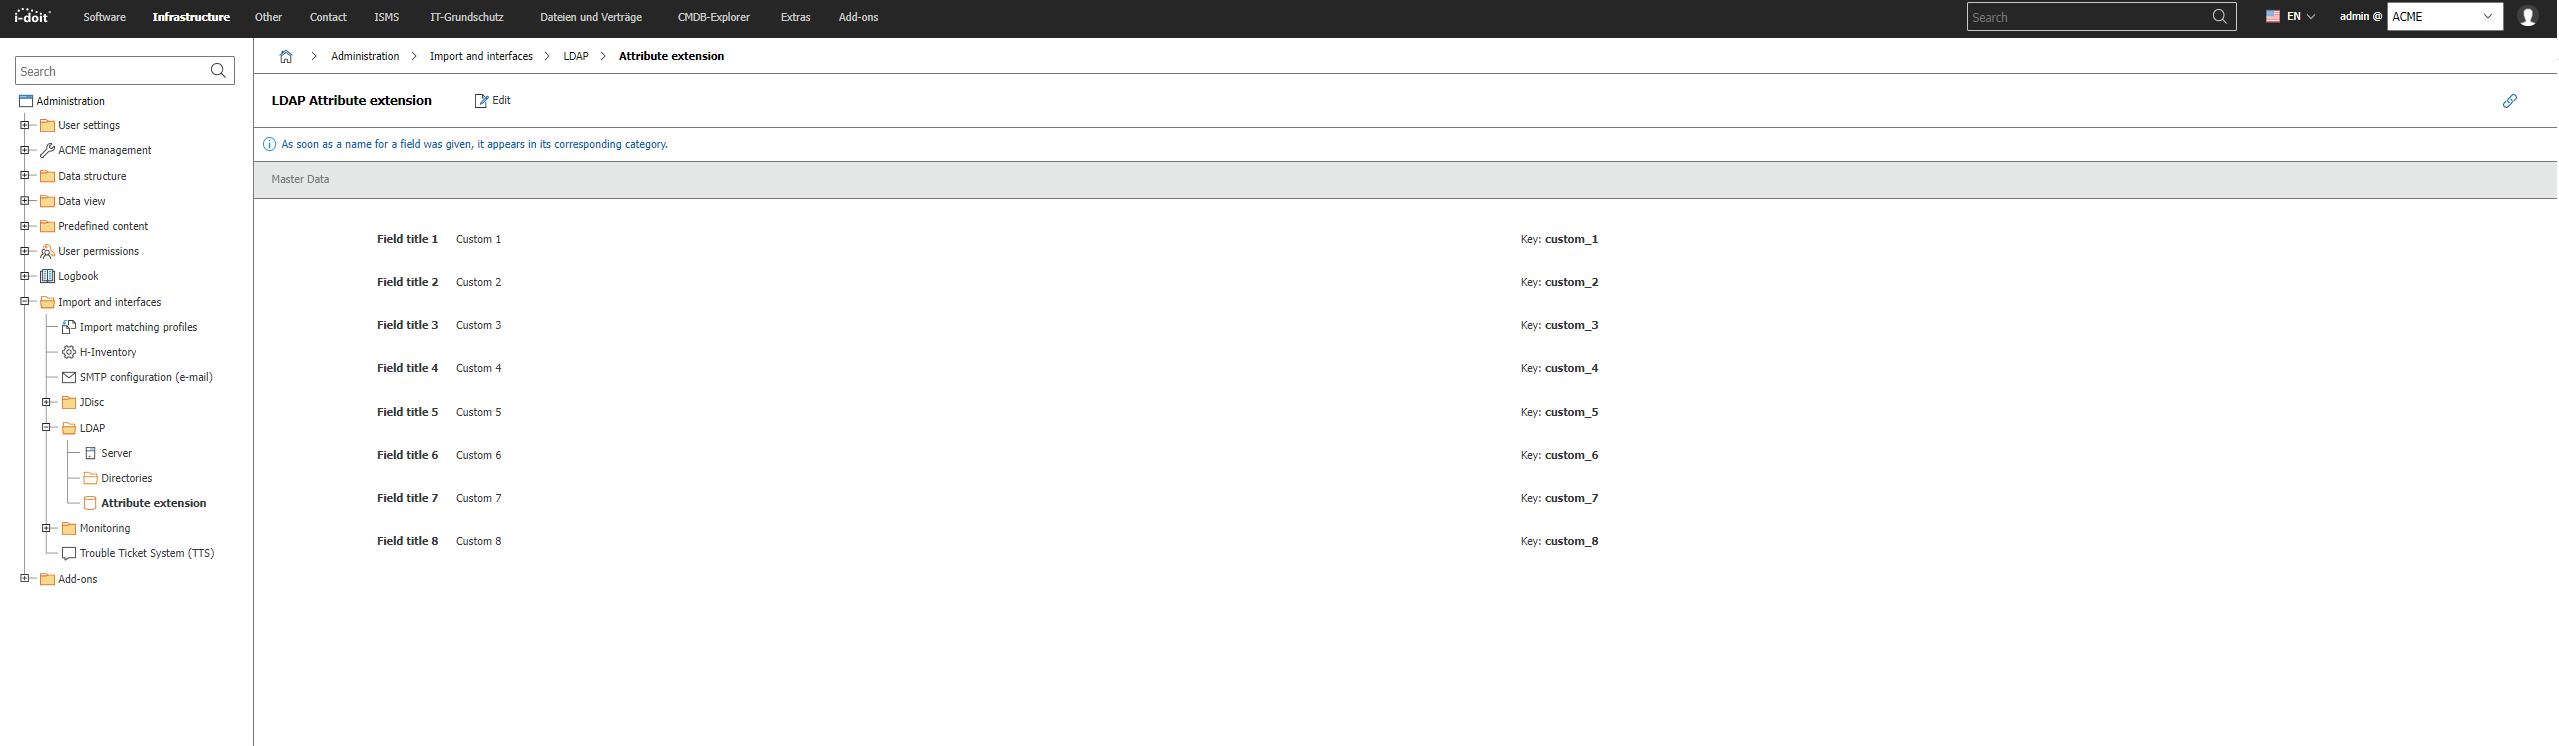 i-doit Software Infrastructure Other Contact ISMS IT-Grundschutz Dateien und Verträge CMDB-Explorer Extras Add-ons Search EN admin @ ACME
Search
Administration
User settings
ACME management
Data structure
Data view
Predefined content
User permissions
Logbook
Import and interfaces
Import matching profiles
H-Inventory
SMTP configuration (e-mail)
JDisc
LDAP
Server
Directories
Attribute extension
Monitoring
Trouble Ticket System (TTS)
Add-ons
Administration Import and interfaces LDAP Attribute extension
LDAP Attribute extension Edit
As soon as a name for a field was given, it appears in its corresponding category.
Master Data
Field title 1 Custom 1 Key: custom_1
Field title 2 Custom 2 Key: custom_2
Field title 3 Custom 3 Key: custom_3
Field title 4 Custom 4 Key: custom_4
Field title 5 Custom 5 Key: custom_5
Field title 6 Custom 6 Key: custom_6
Field title 7 Custom 7 Key: custom_7
Field title 8 Custom 8 Key: custom_8